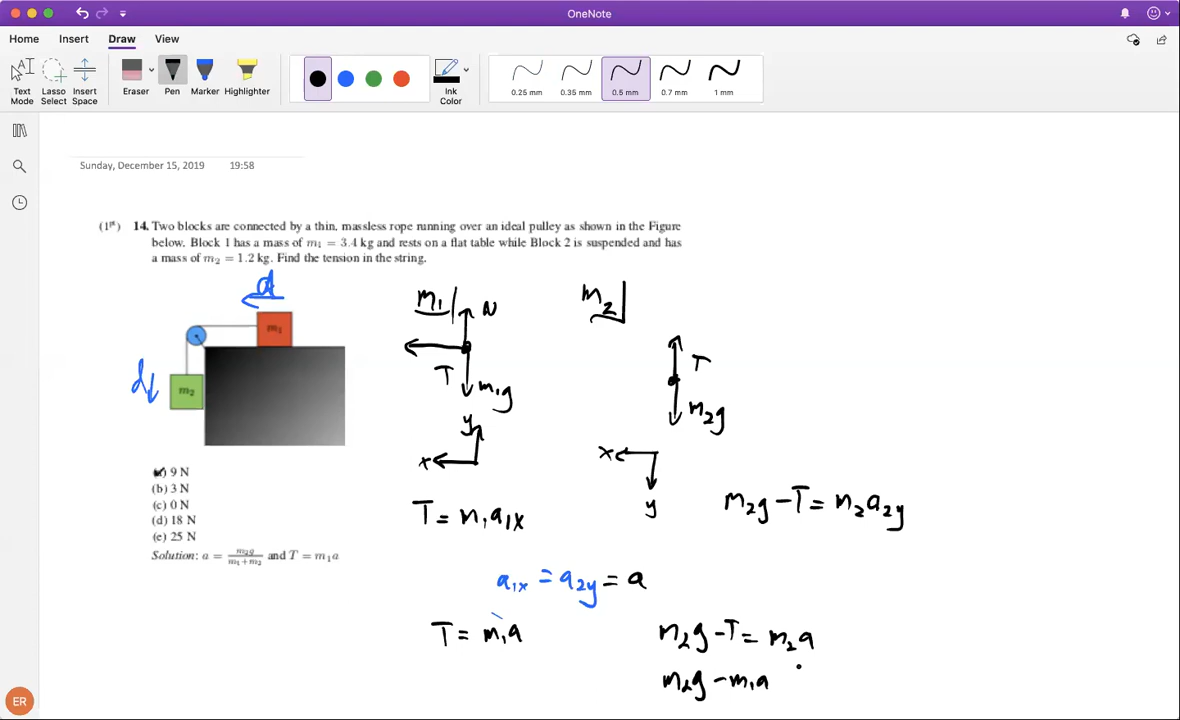 OneNote
Home Insert Draw View
Text Mode
Lasso Select
Insert Space
Eraser
Pen
Marker
Highlighter
Ink Color
0.25 mm
0.35 mm
0.5 mm
0.7 mm
1 mm
Sunday, December 15, 2019 19:58
(1st) 14. Two blocks are connected by a thin, massless rope running over an ideal pulley as shown in the Figure
below. Block 1 has a mass of m₁ = 3.4 kg and rests on a flat table while Block 2 is suspended and has
a mass of m₂ = 1.2 kg. Find the tension in the string.
d
m₁
m₂
d
m₁
N
T
m₁g
y
x
m₂
T
m₂g
x
y
(a) 9 N
(b) 3 N
(c) 0 N
(d) 18 N
(e) 25 N
Solution: a = m₂g/(m₁+m₂) and T = m₁a
T = m₁a₁ₓ
m₂g - T = m₂a₂y
a₁ₓ = a₂y = a
T = m₁a
m₂g - T = m₂a
m₂g - m₁a
ER